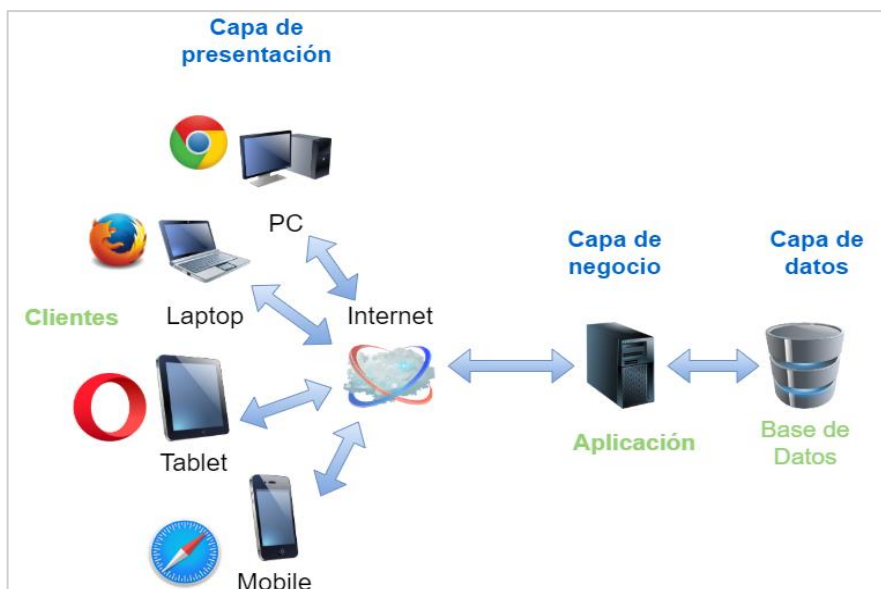 Capa de
presentación
PC
Capa de
negocio
Capa de
datos
Clientes
Laptop
Internet
Aplicación
Base de
Datos
Tablet
Mobile